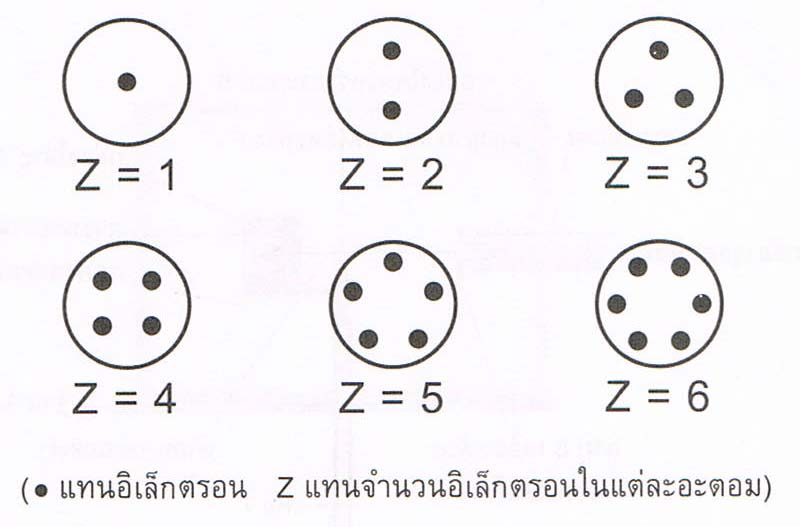 Z = 1
Z = 2
Z = 3
Z = 4
Z = 5
Z = 6
( • แทนอิเล็กตรอน Z แทนจำนวนอิเล็กตรอนในแต่ละอะตอม)